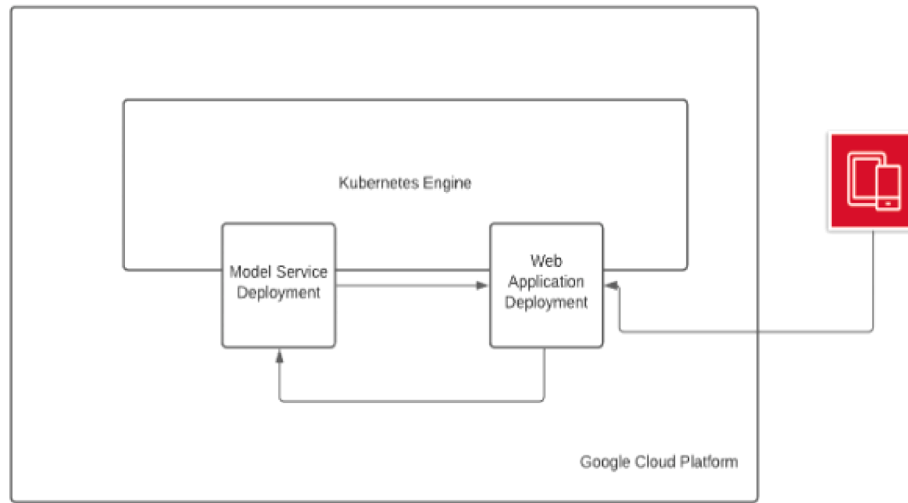 Kubernetes Engine
Model Service
Deployment
Web
Application
Deployment
Google Cloud Platform